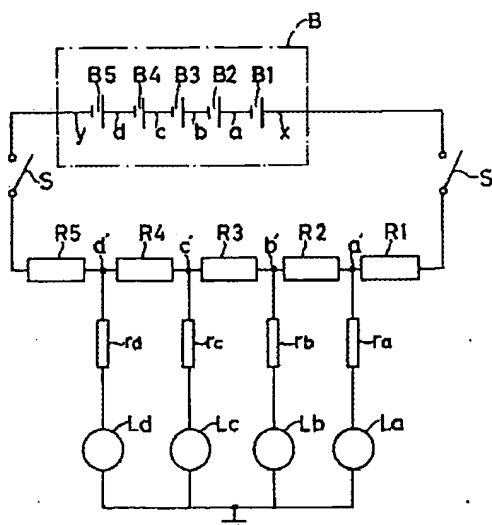 B
B5 B4 B3 B2 B1
y d c b a x
S S
R5 d' R4 c' R3 b' R2 a' R1
rd rc rb ra
Ld Lc Lb La